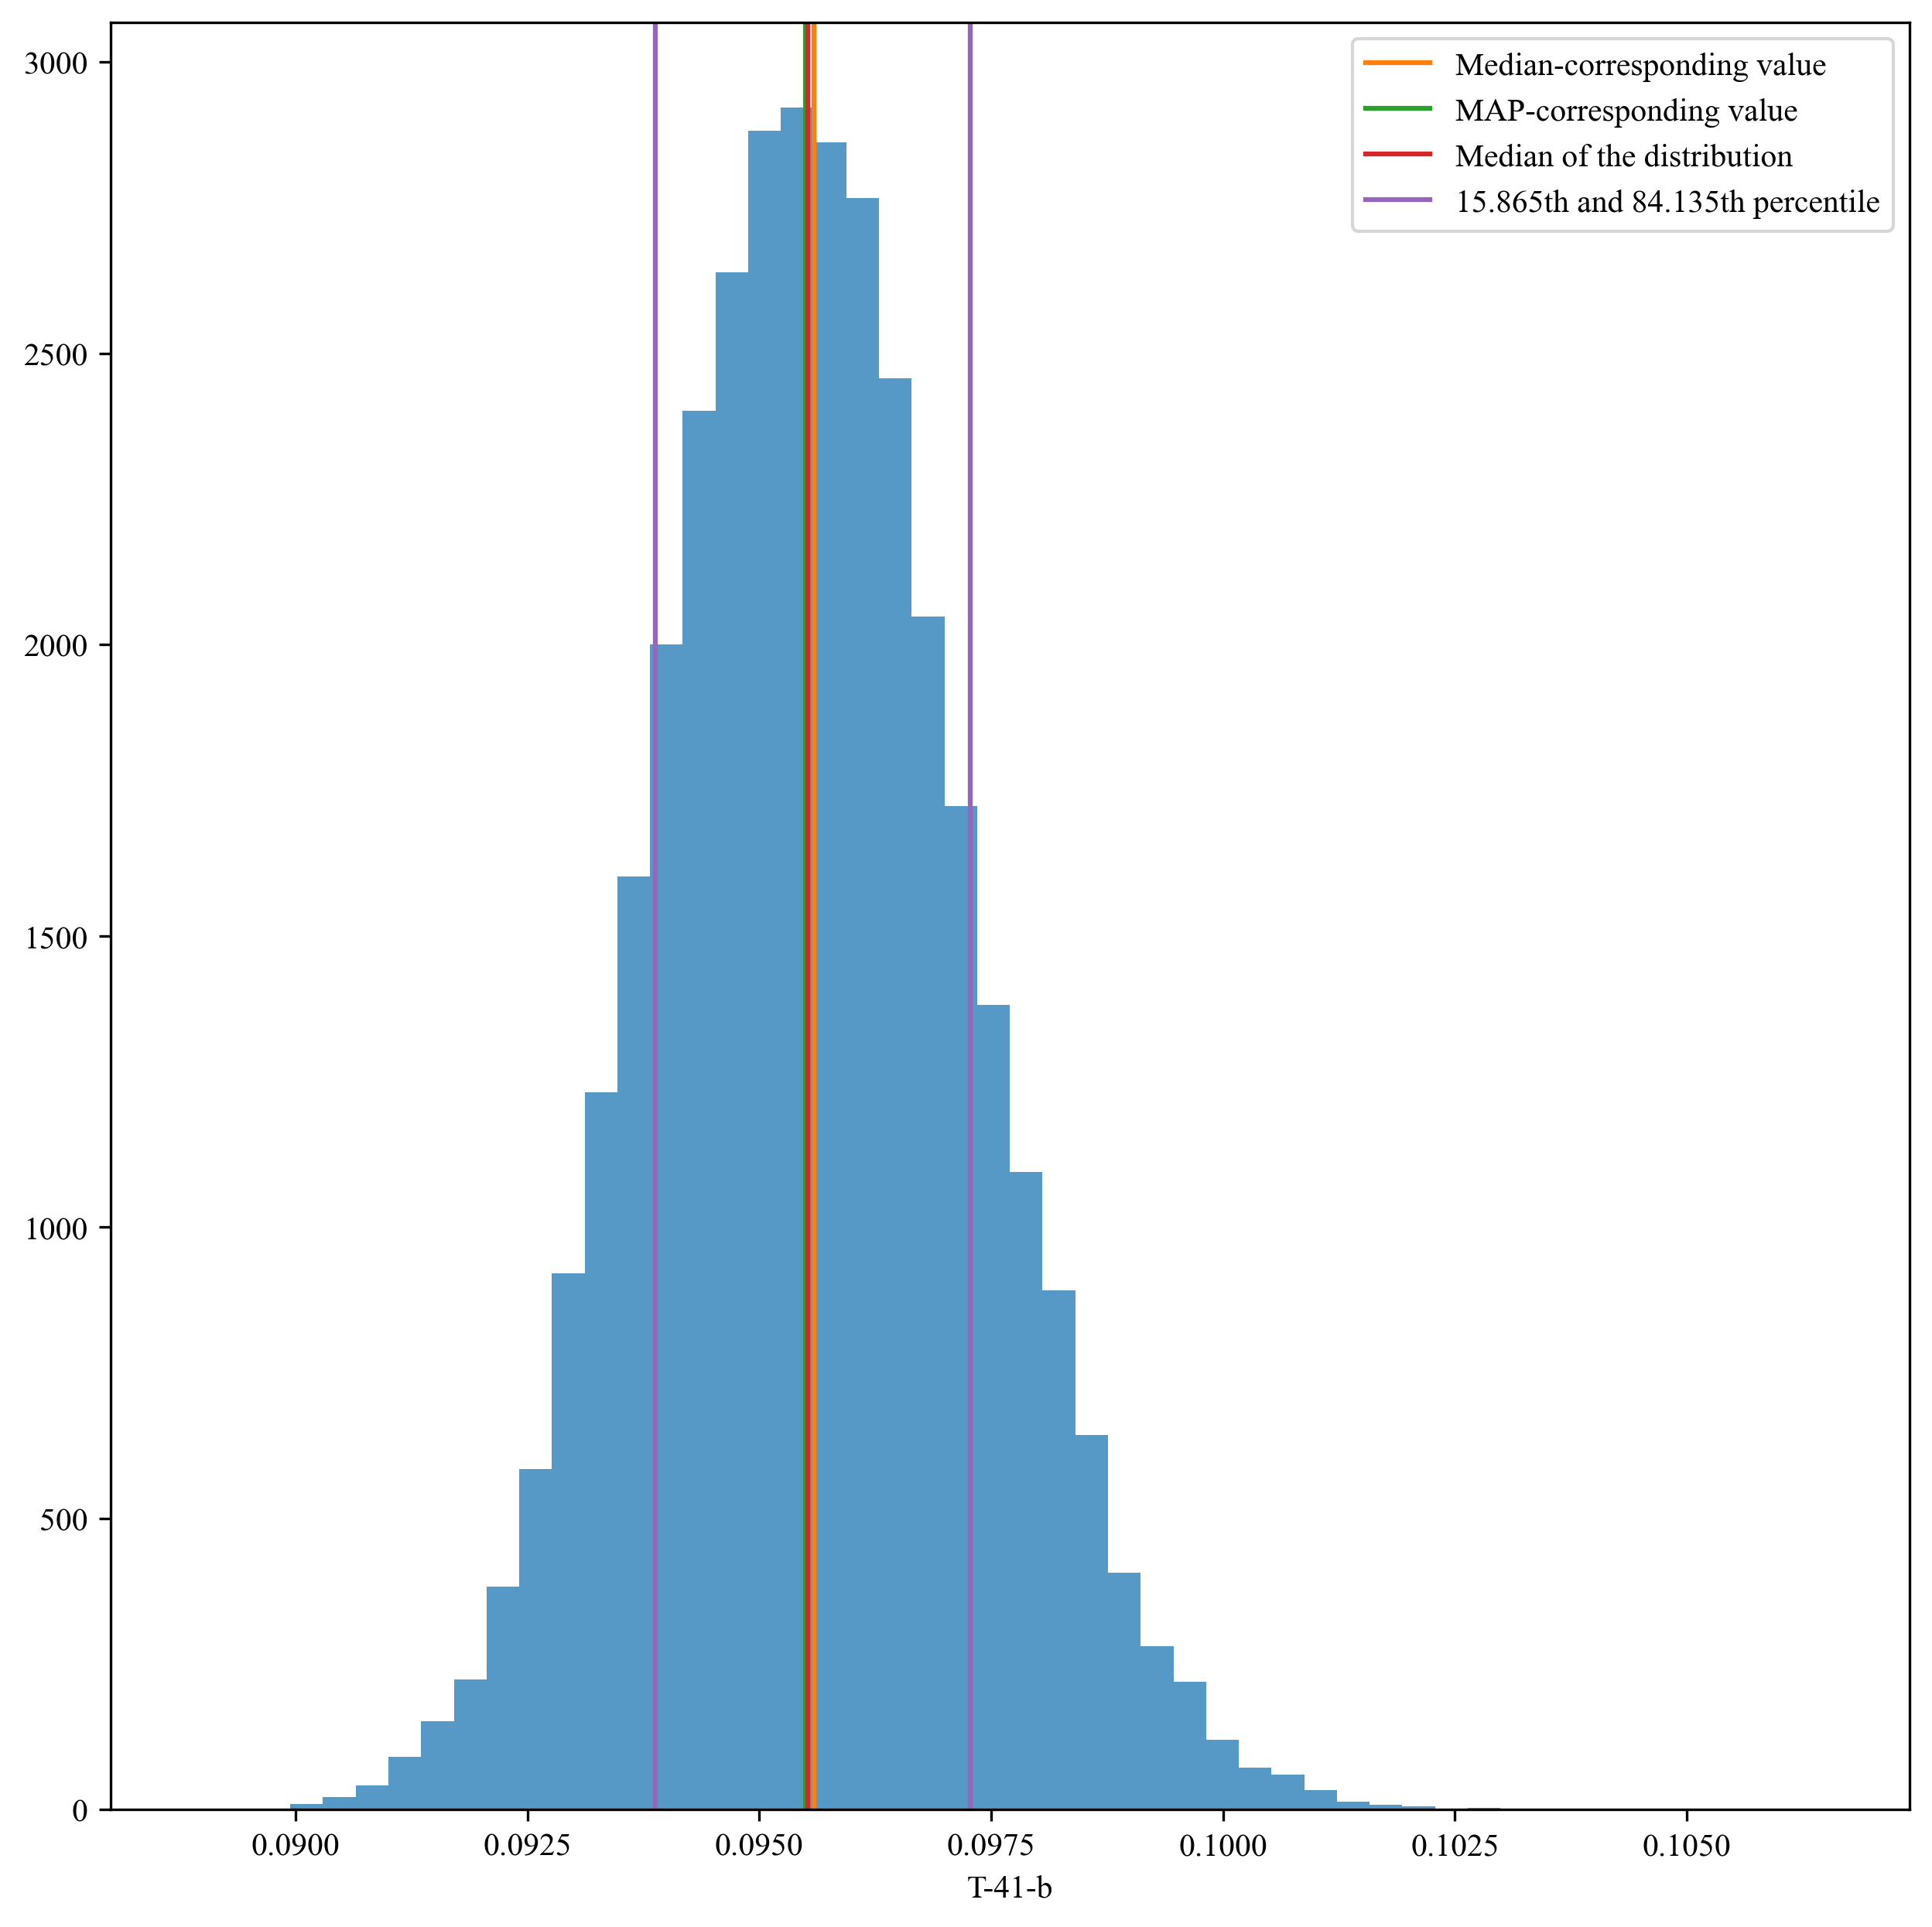 Median-corresponding value
MAP-corresponding value
Median of the distribution
15.865th and 84.135th percentile
3000
2500
2000
1500
1000
500
0
0.0900 0.0925 0.0950 0.0975 0.1000 0.1025 0.1050
T-41-b